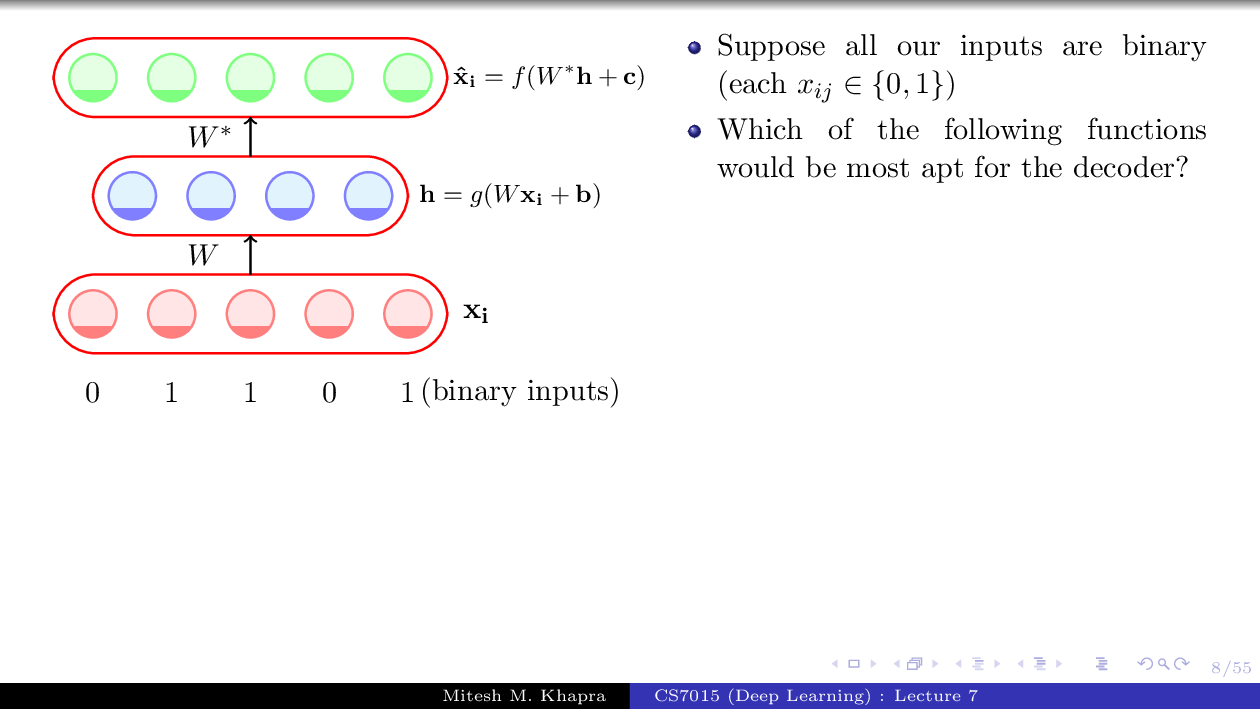 x̂ᵢ = f(W*h + c)
W*
h = g(Wxᵢ + b)
W
xᵢ
0 1 1 0 1 (binary inputs)
Suppose all our inputs are binary
(each xᵢⱼ ∈ {0, 1})
Which of the following functions
would be most apt for the decoder?
8/55
Mitesh M. Khapra
CS7015 (Deep Learning) : Lecture 7